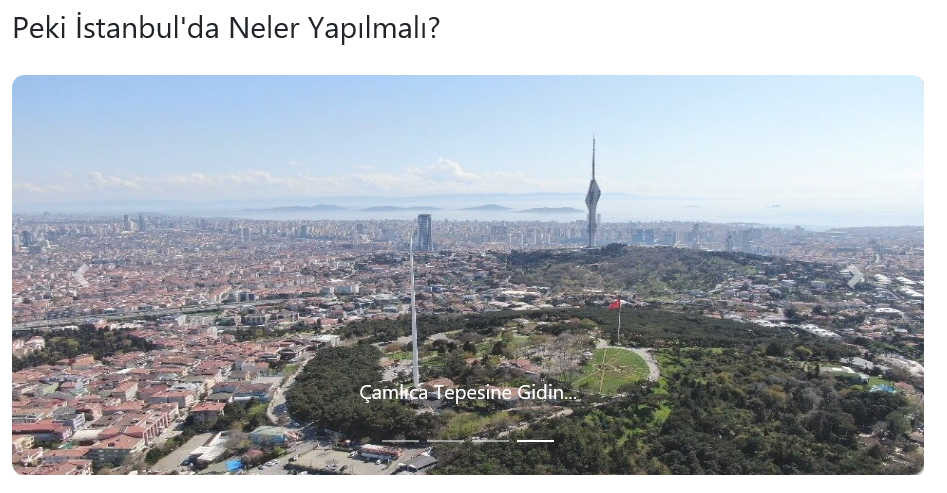 Peki İstanbul'da Neler Yapılmalı?
Çamlıca Tepesine Gidin...